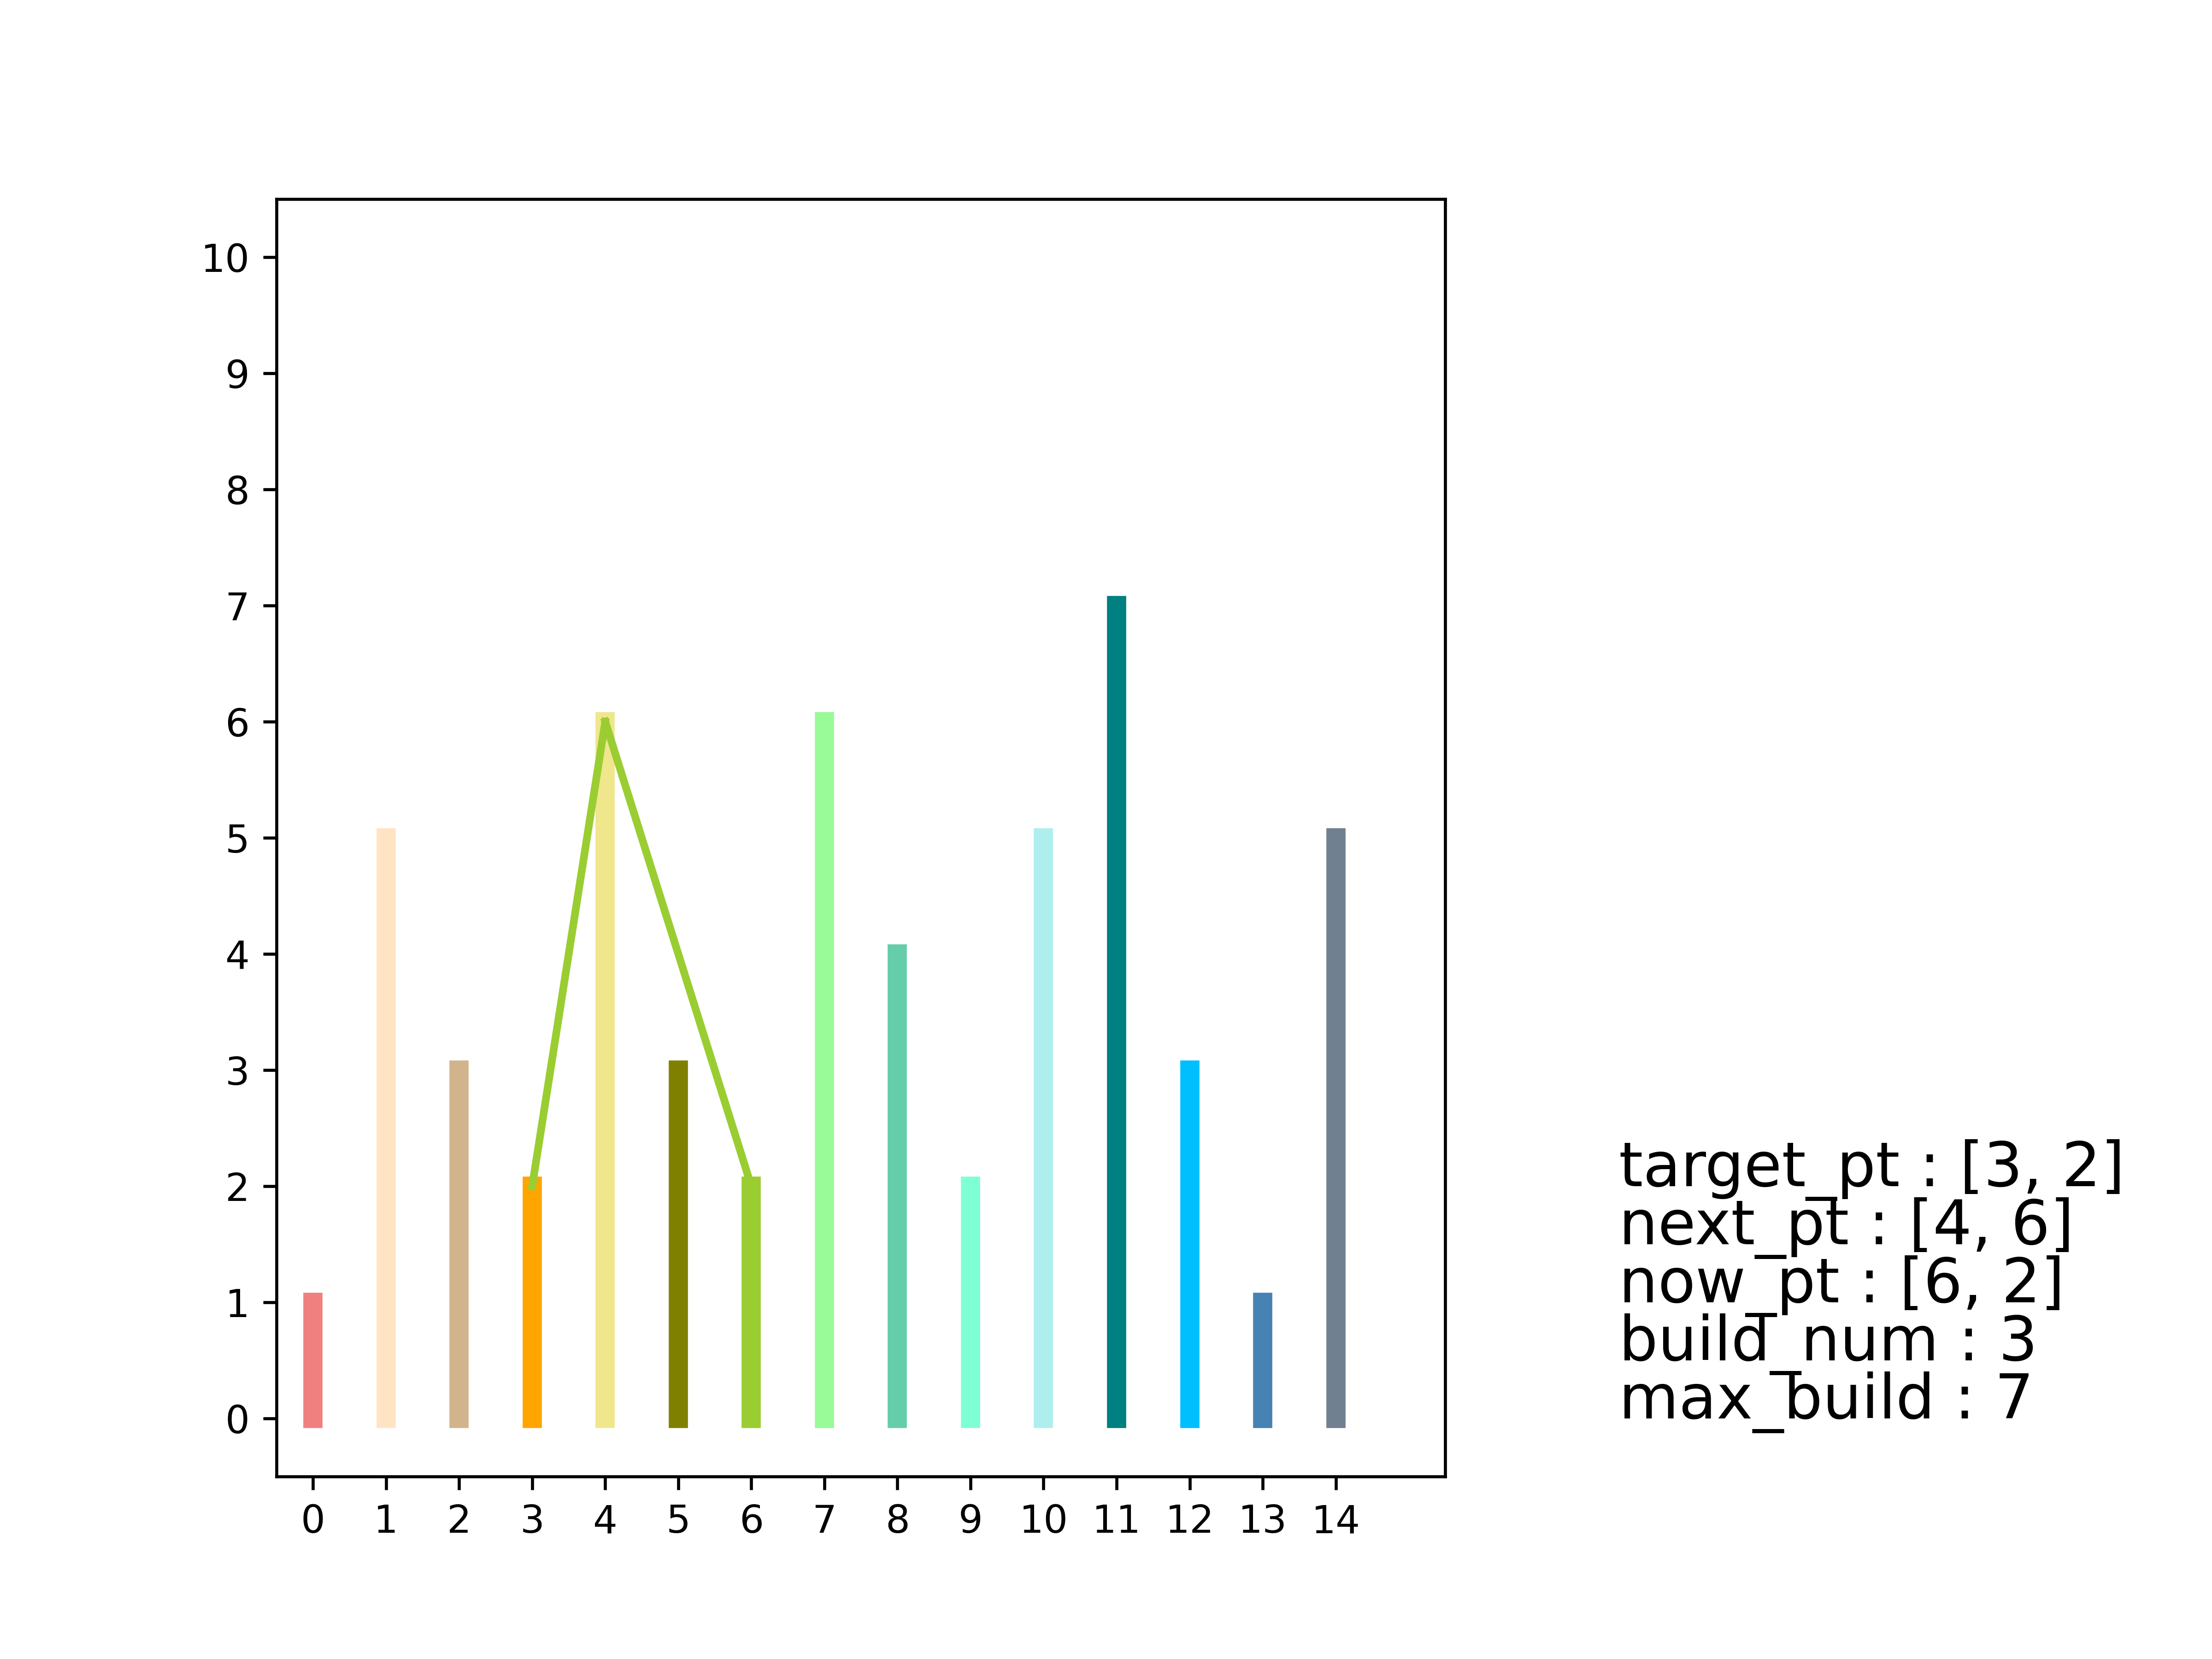 10
9
8
7
6
5
4
3
2
1
0
0 1 2 3 4 5 6 7 8 9 10 11 12 13 14
target_pt : [3, 2]
next_pt : [4, 6]
now_pt : [6, 2]
build_num : 3
max_build : 7